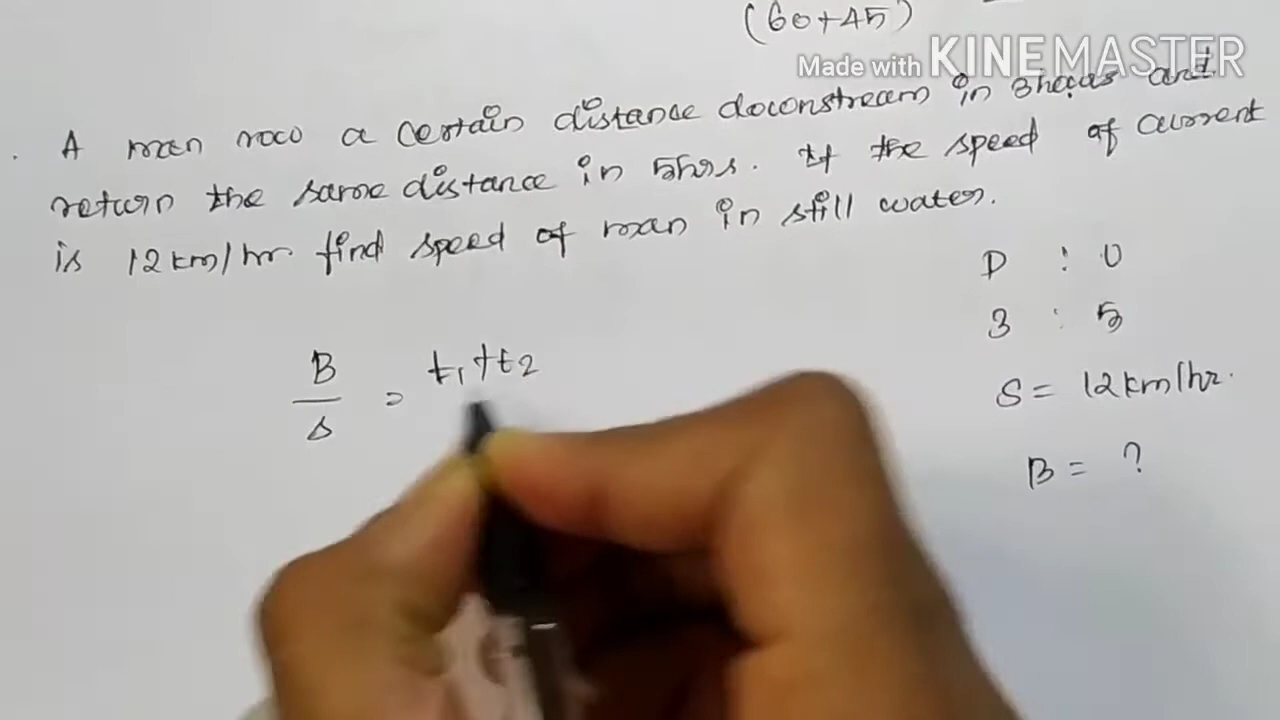 (60+45)
Made with KINEMASTER
. A man row a certain distance downstream in 3hours and
return the same distance in 5hrs. If the speed of current
is 12km/hr find speed of man in still water.
D : U
3 : 5
S = 12km/hr.
B = ?
B/S = t1+t2